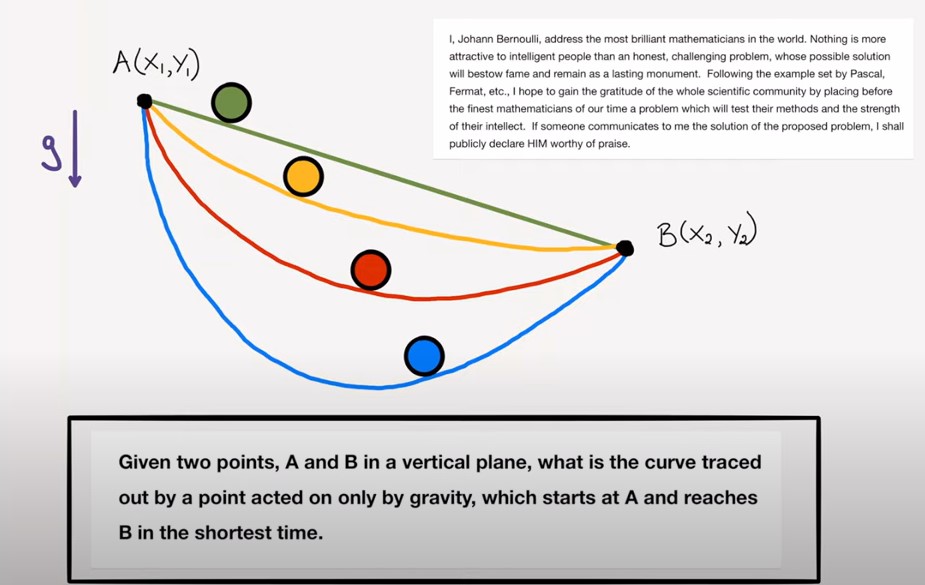 I, Johann Bernoulli, address the most brilliant mathematicians in the world. Nothing is more
attractive to intelligent people than an honest, challenging problem, whose possible solution
will bestow fame and remain as a lasting monument. Following the example set by Pascal,
Fermat, etc., I hope to gain the gratitude of the whole scientific community by placing before
the finest mathematicians of our time a problem which will test their methods and the strength
of their intellect. If someone communicates to me the solution of the proposed problem, I shall
publicly declare HIM worthy of praise.
A(x₁,y₁)
g
B(x₂,y₂)
Given two points, A and B in a vertical plane, what is the curve traced
out by a point acted on only by gravity, which starts at A and reaches
B in the shortest time.